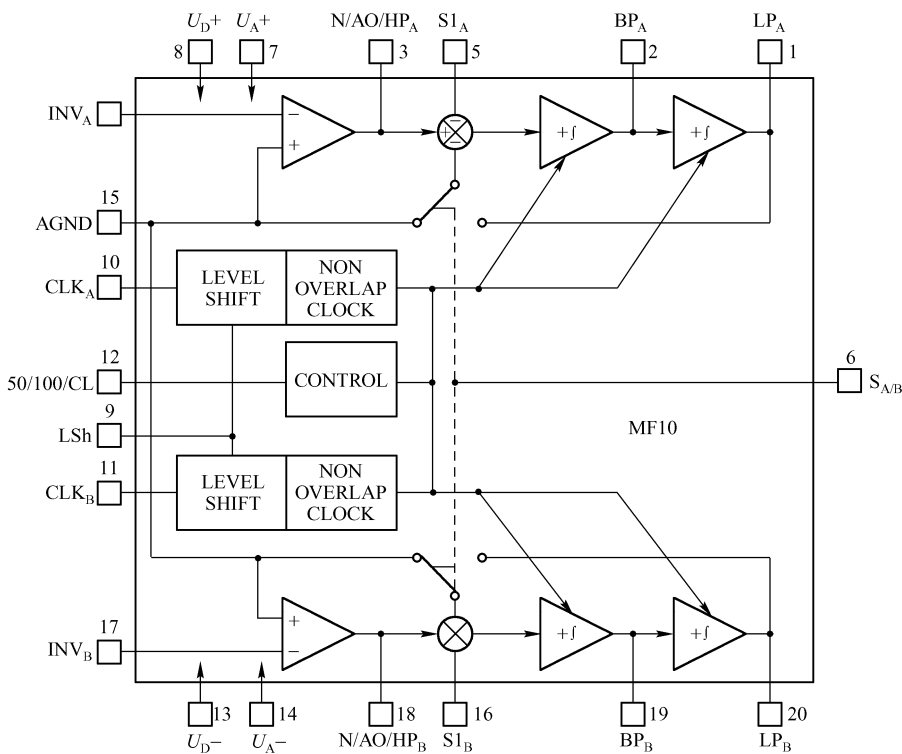 U_D+ U_A+ N/AO/HP_A S1_A BP_A LP_A
8 7 3 5 2 1
INV_A
− + + − − +∫ +∫
15
AGND
10
CLK_A
LEVEL
SHIFT
NON
OVERLAP
CLOCK
12
50/100/CL
CONTROL
6
S_A/B
9
LSh
MF10
11
CLK_B
LEVEL
SHIFT
NON
OVERLAP
CLOCK
17
INV_B
+ − +∫ +∫
13 14 18 16 19 20
U_D− U_A− N/AO/HP_B S1_B BP_B LP_B